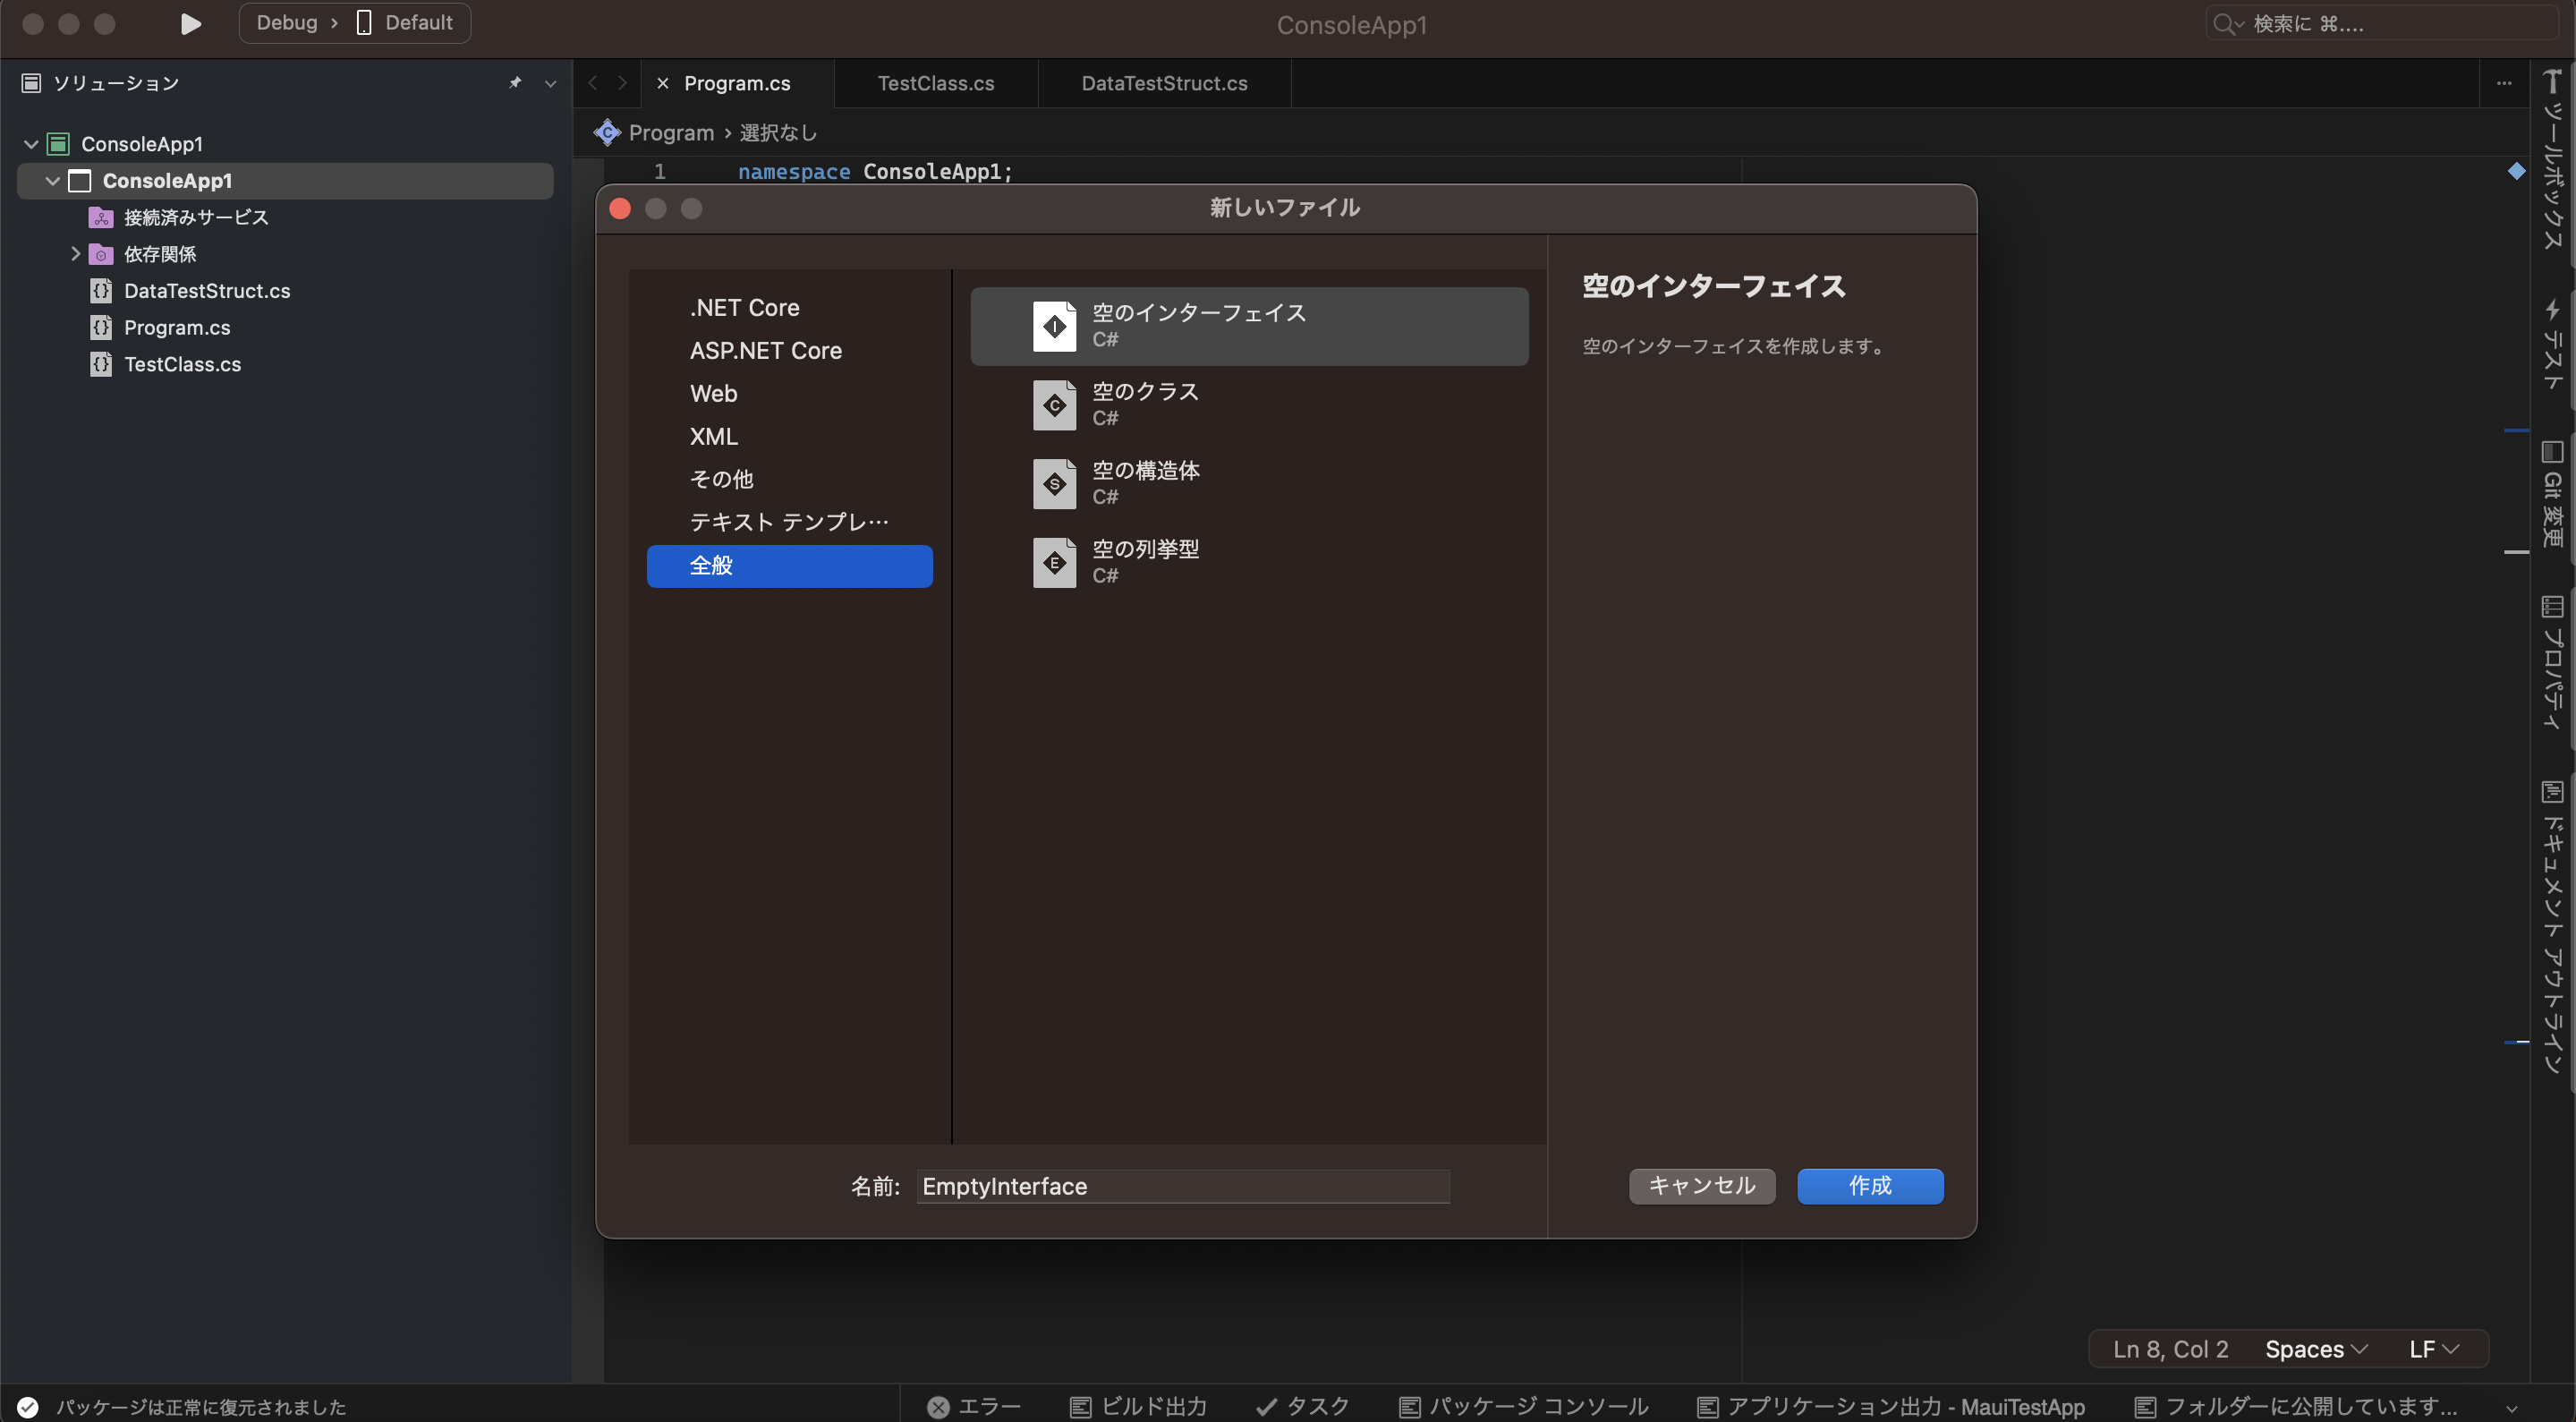 Debug › Default
ConsoleApp1
検索に ⌘....
ソリューション
Program.cs
TestClass.cs
DataTestStruct.cs
Program › 選択なし
ConsoleApp1
ConsoleApp1
接続済みサービス
依存関係
DataTestStruct.cs
Program.cs
TestClass.cs
1 namespace ConsoleApp1;
新しいファイル
.NET Core
ASP.NET Core
Web
XML
その他
テキスト テンプレ…
全般
空のインターフェイス
C#
空のクラス
C#
空の構造体
C#
空の列挙型
C#
空のインターフェイス
空のインターフェイスを作成します。
名前: EmptyInterface
キャンセル
作成
ツールボックス
テスト
Git 変更
プロパティ
ドキュメント アウトライン
Ln 8, Col 2 Spaces LF
パッケージは正常に復元されました
エラー
ビルド出力
タスク
パッケージ コンソール
アプリケーション出力 - MauiTestApp
フォルダーに公開しています...